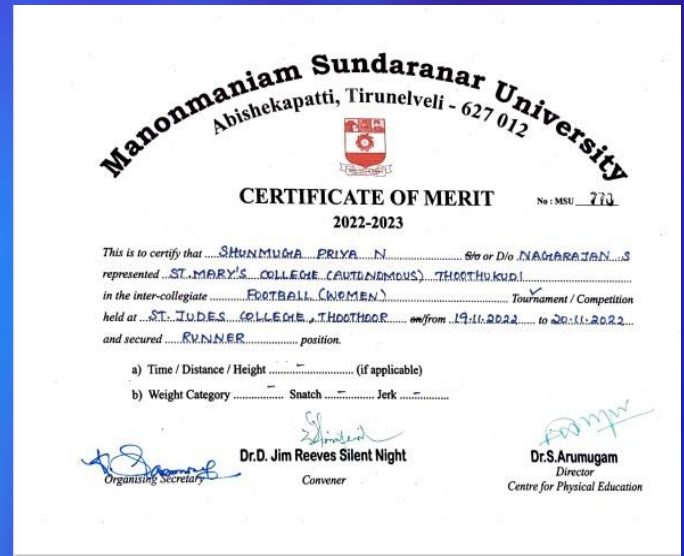 Manonmaniam Sundaranar University
Abishekapatti, Tirunelveli - 627 012
CERTIFICATE OF MERIT
No : MSU 770
2022-2023
This is to certify that SHUNMUGA PRIYA N S/o or D/o NAGARAJAN. S
represented ST. MARY'S COLLEGE (AUTONOMOUS) THOOTHUKUDI
in the inter-collegiate FOOTBALL (WOMEN) Tournament / Competition
held at ST. JUDES COLLEGE, THOOTHOOR on/from 19.11.2022 to 20.11.2022
and secured RUNNER position.
a) Time / Distance / Height - (if applicable)
b) Weight Category - Snatch - Jerk -
Dr.D. Jim Reeves Silent Night
Dr.S.Arumugam
Organising Secretary
Convener
Director
Centre for Physical Education